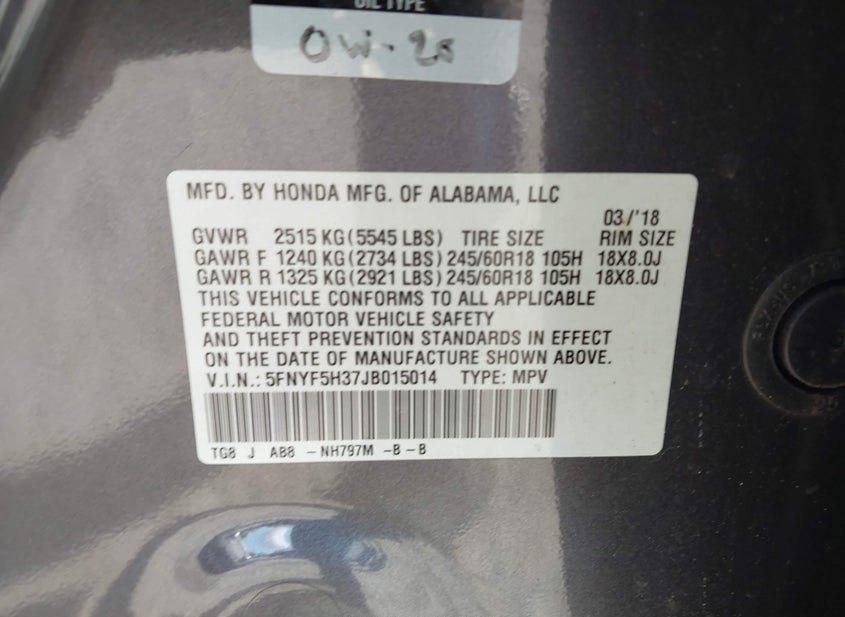 OIL TYPE
0W-20
MFD. BY HONDA MFG. OF ALABAMA, LLC
03/'18
GVWR 2515 KG(5545 LBS) TIRE SIZE RIM SIZE
GAWR F 1240 KG(2734 LBS) 245/60R18 105H 18X8.0J
GAWR R 1325 KG(2921 LBS) 245/60R18 105H 18X8.0J
THIS VEHICLE CONFORMS TO ALL APPLICABLE
FEDERAL MOTOR VEHICLE SAFETY
AND THEFT PREVENTION STANDARDS IN EFFECT
ON THE DATE OF MANUFACTURE SHOWN ABOVE.
V.I.N.: 5FNYF5H37JB015014 TYPE: MPV
TG8 J AB8 -NH797M -B-B